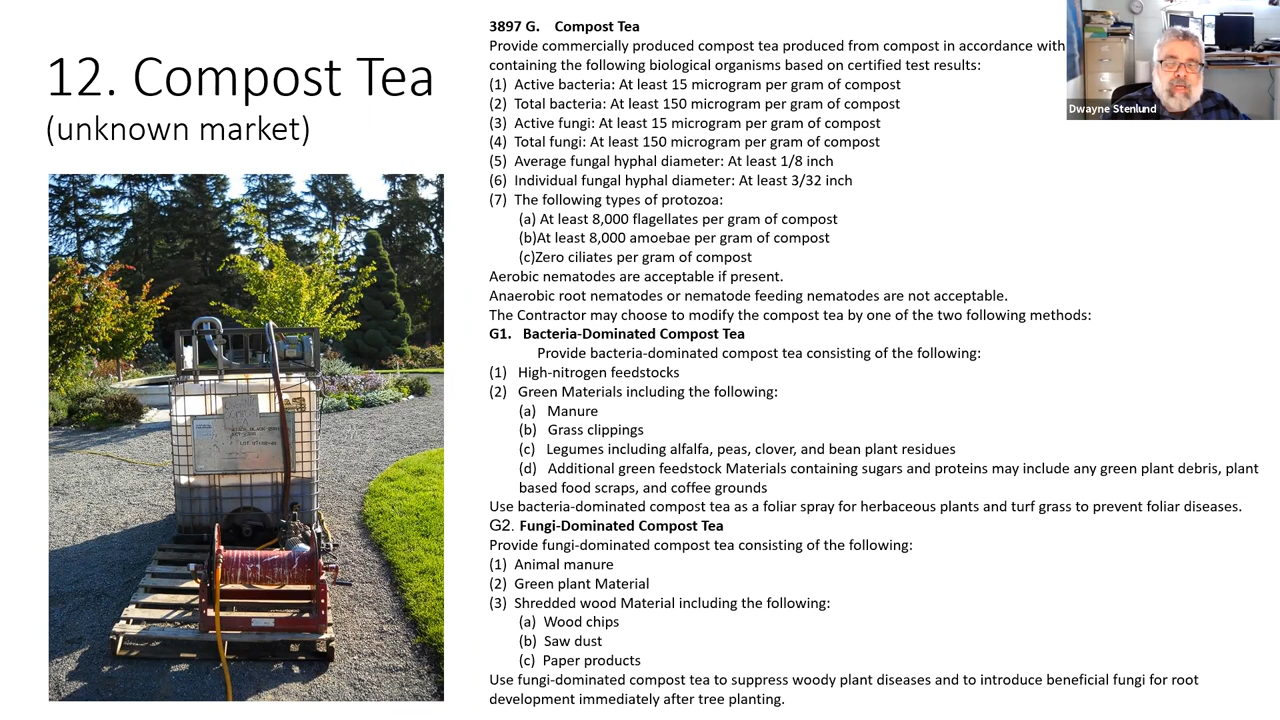 12. Compost Tea
(unknown market)
3897 G. Compost Tea
Provide commercially produced compost tea produced from compost in accordance with
containing the following biological organisms based on certified test results:
(1) Active bacteria: At least 15 microgram per gram of compost
(2) Total bacteria: At least 150 microgram per gram of compost
(3) Active fungi: At least 15 microgram per gram of compost
(4) Total fungi: At least 150 microgram per gram of compost
(5) Average fungal hyphal diameter: At least 1/8 inch
(6) Individual fungal hyphal diameter: At least 3/32 inch
(7) The following types of protozoa:
(a) At least 8,000 flagellates per gram of compost
(b)At least 8,000 amoebae per gram of compost
(c)Zero ciliates per gram of compost
Aerobic nematodes are acceptable if present.
Anaerobic root nematodes or nematode feeding nematodes are not acceptable.
The Contractor may choose to modify the compost tea by one of the two following methods:
G1. Bacteria-Dominated Compost Tea
Provide bacteria-dominated compost tea consisting of the following:
(1) High-nitrogen feedstocks
(2) Green Materials including the following:
(a) Manure
(b) Grass clippings
(c) Legumes including alfalfa, peas, clover, and bean plant residues
(d) Additional green feedstock Materials containing sugars and proteins may include any green plant debris, plant
based food scraps, and coffee grounds
Use bacteria-dominated compost tea as a foliar spray for herbaceous plants and turf grass to prevent foliar diseases.
G2. Fungi-Dominated Compost Tea
Provide fungi-dominated compost tea consisting of the following:
(1) Animal manure
(2) Green plant Material
(3) Shredded wood Material including the following:
(a) Wood chips
(b) Saw dust
(c) Paper products
Use fungi-dominated compost tea to suppress woody plant diseases and to introduce beneficial fungi for root
development immediately after tree planting.
Dwayne Stenlund